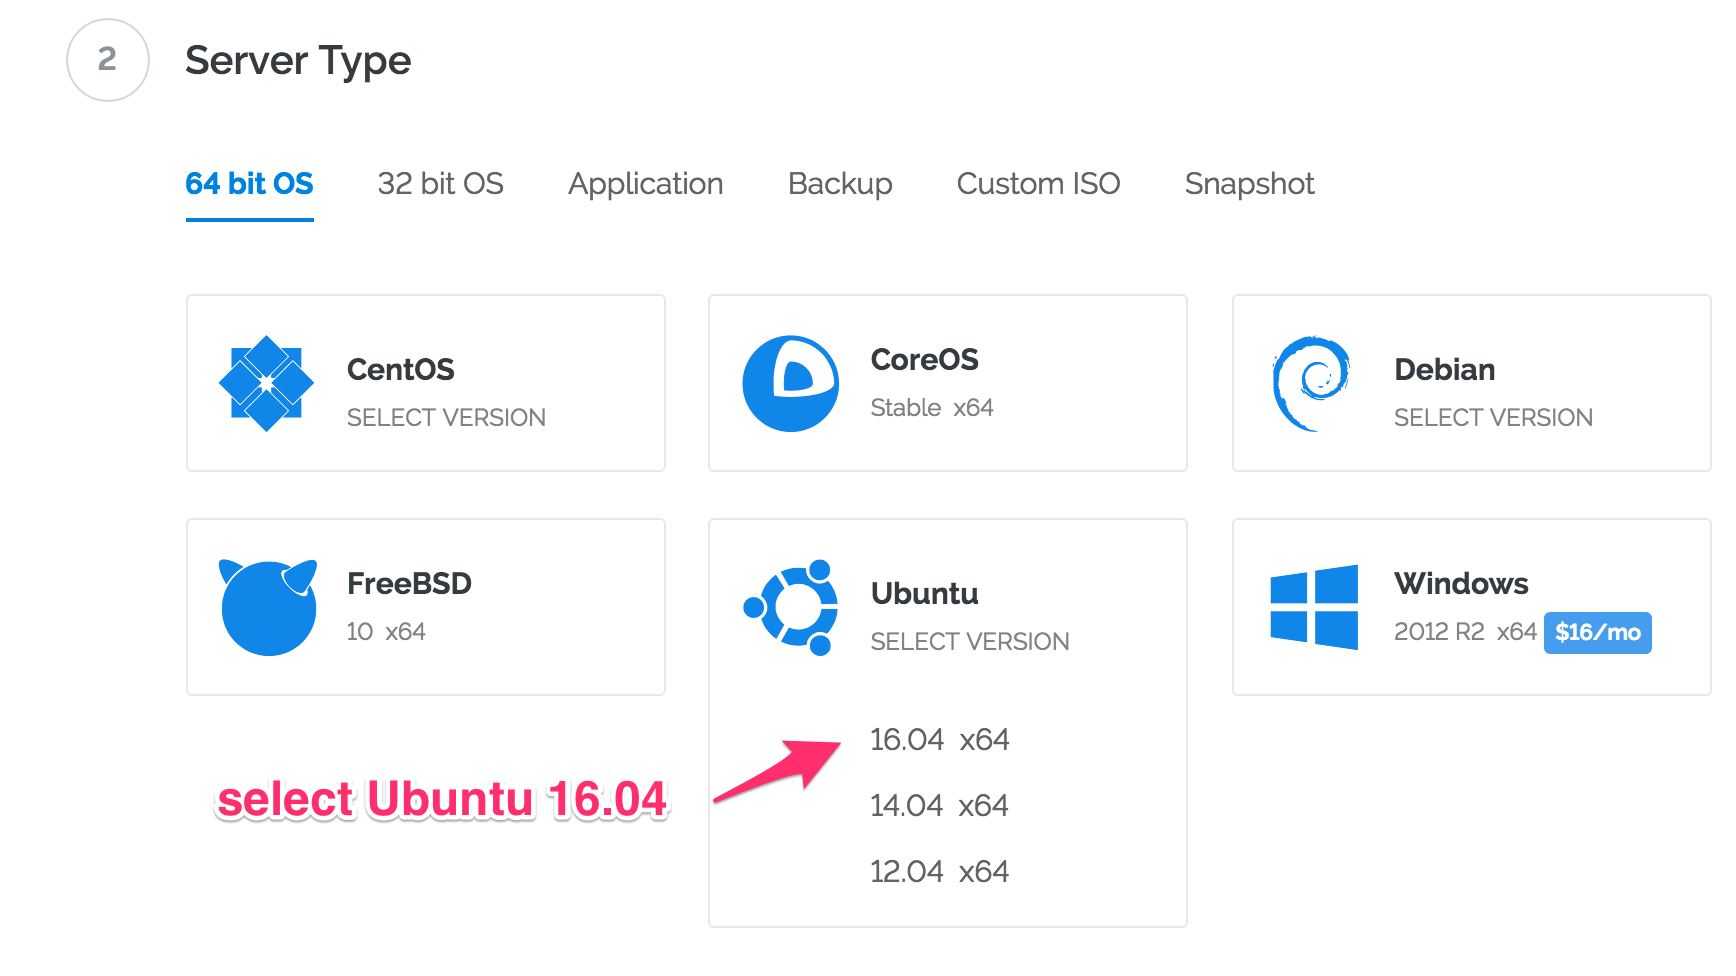 2
Server Type
64 bit OS
32 bit OS
Application
Backup
Custom ISO
Snapshot
CentOS
SELECT VERSION
CoreOS
Stable x64
Debian
SELECT VERSION
FreeBSD
10 x64
Ubuntu
SELECT VERSION
16.04 x64
14.04 x64
12.04 x64
Windows
2012 R2 x64 $16/mo
select Ubuntu 16.04